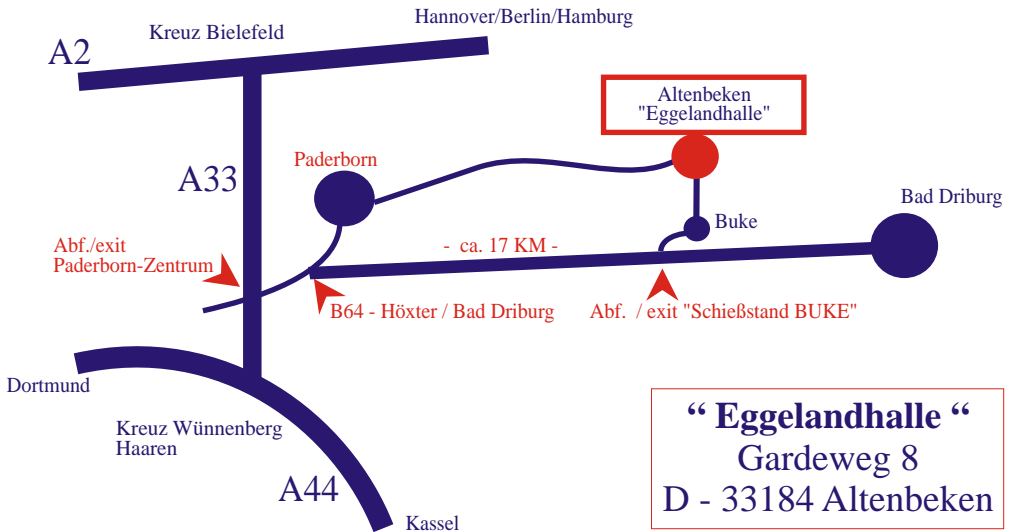 Hannover/Berlin/Hamburg
Kreuz Bielefeld
A2
Altenbeken
"Eggelandhalle"
Paderborn
A33
Bad Driburg
Buke
Abf./exit
Paderborn-Zentrum
- ca. 17 KM -
B64 - Höxter / Bad Driburg
Abf. / exit "Schießstand BUKE"
Dortmund
Kreuz Wünnenberg
Haaren
A44
Kassel
“ Eggelandhalle “
Gardeweg 8
D - 33184 Altenbeken